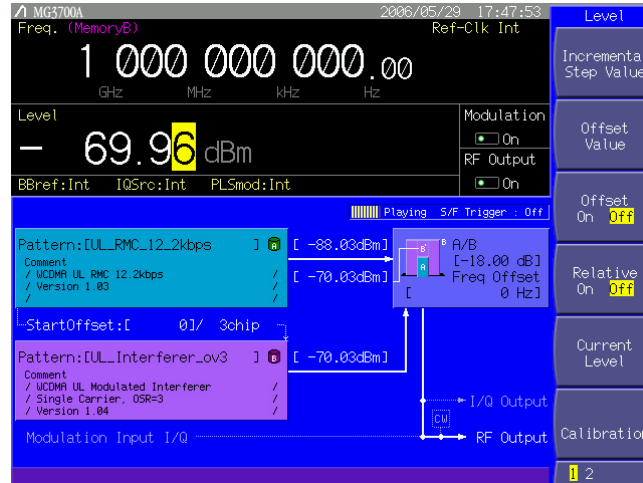 MG3700A 2006/05/29 17:47:53
Freq. (MemoryB) Ref-Clk Int
1 000 000 000.00
GHz MHz kHz Hz
Level
- 69.96 dBm
Modulation
On
RF Output
On
BBref:Int IQSrc:Int PLSmod:Int
Playing S/F Trigger : Off
Pattern:[UL_RMC_12_2kbps ] A
Comment
/ WCDMA UL RMC 12.2kbps /
/ Version 1.03 /
/ /
[ -88.03dBm]
[ -70.03dBm]
B A/B
B'
A
[-18.00 dB]
Freq Offset
[ 0 Hz]
StartOffset:[ 0]/ 3chip
Pattern:[UL_Interferer_ov3 ] B
Comment
/ WCDMA UL Modulated Interferer /
/ Single Carrier, OSR=3 /
/ Version 1.04 /
[ -70.03dBm]
I/Q Output
CW
Modulation Input I/Q
RF Output
Level
Incremental
Step Value
Offset
Value
Offset
On Off
Relative
On Off
Current
Level
Calibration
1 2